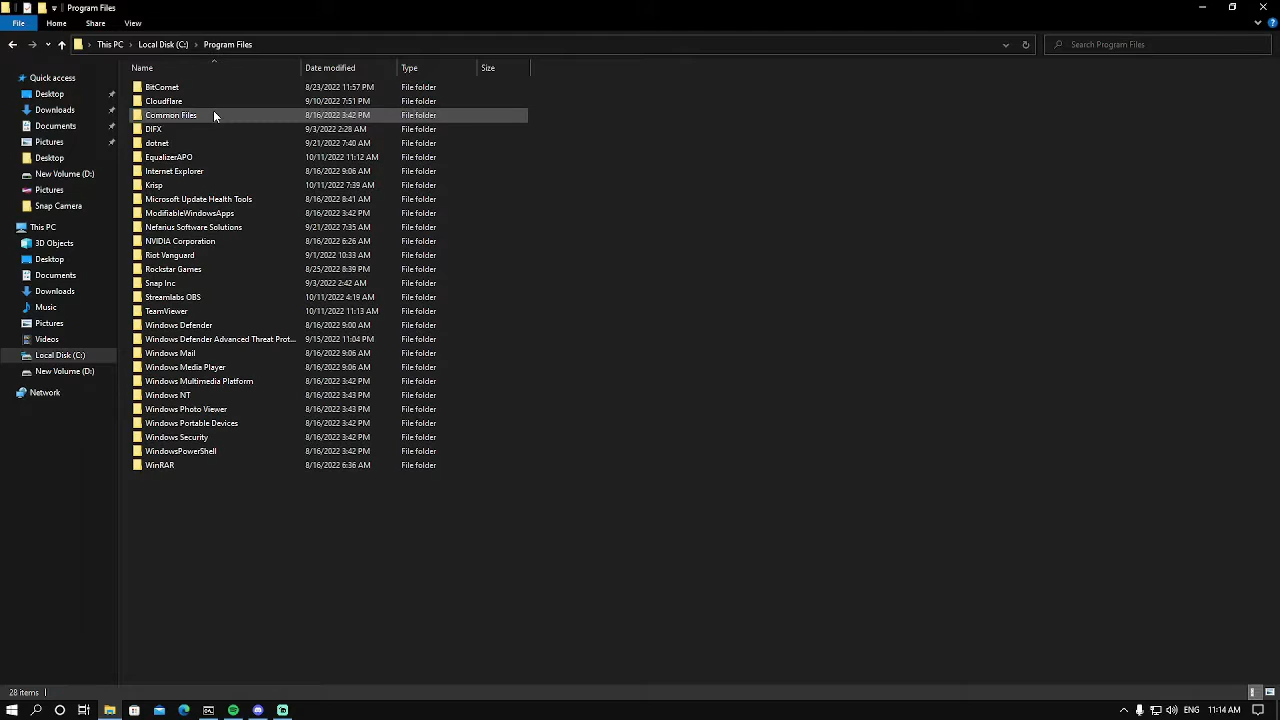 Program Files
File Home Share View
This PC Local Disk (C:) Program Files
Search Program Files
Name Date modified Type Size
Quick access
Desktop
Downloads
Documents
Pictures
Desktop
New Volume (D:)
Pictures
Snap Camera
This PC
3D Objects
Desktop
Documents
Downloads
Music
Pictures
Videos
Local Disk (C:)
New Volume (D:)
Network
BitComet 8/23/2022 11:57 PM File folder
Cloudflare 9/10/2022 7:51 PM File folder
Common Files 8/16/2022 3:42 PM File folder
DIFX 9/3/2022 2:28 AM File folder
dotnet 9/21/2022 7:40 AM File folder
EqualizerAPO 10/11/2022 11:12 AM File folder
Internet Explorer 8/16/2022 9:06 AM File folder
Krisp 10/11/2022 7:39 AM File folder
Microsoft Update Health Tools 8/16/2022 8:41 AM File folder
ModifiableWindowsApps 8/16/2022 3:42 PM File folder
Nefarius Software Solutions 9/21/2022 7:35 AM File folder
NVIDIA Corporation 8/16/2022 6:26 AM File folder
Riot Vanguard 9/1/2022 10:33 AM File folder
Rockstar Games 8/25/2022 8:39 PM File folder
Snap Inc 9/3/2022 2:42 AM File folder
Streamlabs OBS 10/11/2022 4:19 AM File folder
TeamViewer 10/11/2022 11:13 AM File folder
Windows Defender 8/16/2022 9:00 AM File folder
Windows Defender Advanced Threat Prot... 9/15/2022 11:04 PM File folder
Windows Mail 8/16/2022 9:06 AM File folder
Windows Media Player 8/16/2022 9:06 AM File folder
Windows Multimedia Platform 8/16/2022 3:42 PM File folder
Windows NT 8/16/2022 3:43 PM File folder
Windows Photo Viewer 8/16/2022 3:43 PM File folder
Windows Portable Devices 8/16/2022 3:42 PM File folder
Windows Security 8/16/2022 3:42 PM File folder
WindowsPowerShell 8/16/2022 3:42 PM File folder
WinRAR 8/16/2022 6:36 AM File folder
28 items
ENG 11:14 AM